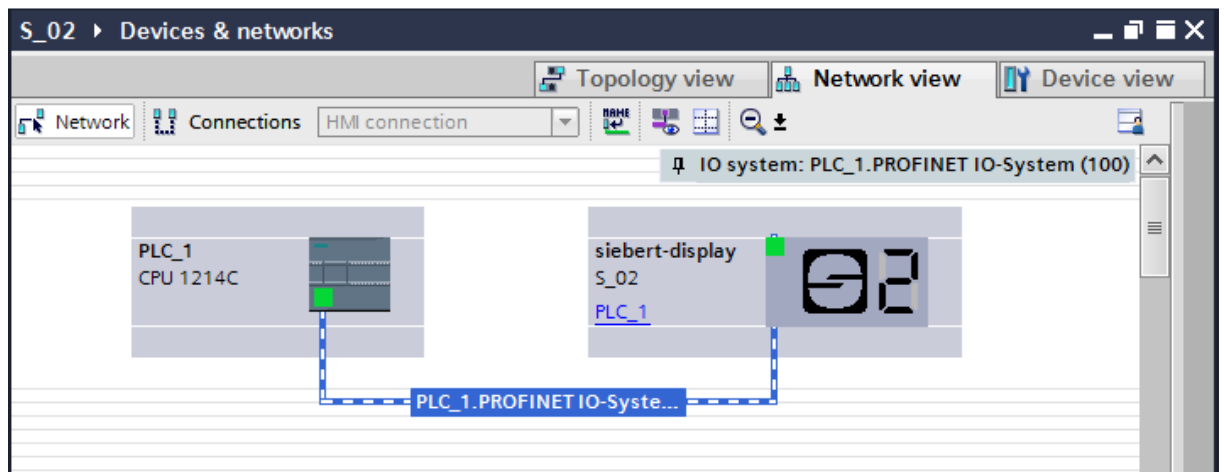 S_02 ▸ Devices & networks
Topology view Network view Device view
Network Connections HMI connection
NAME
IO system: PLC_1.PROFINET IO-System (100)
PLC_1
CPU 1214C
siebert-display
S_02
PLC_1
PLC_1.PROFINET IO-Syste...